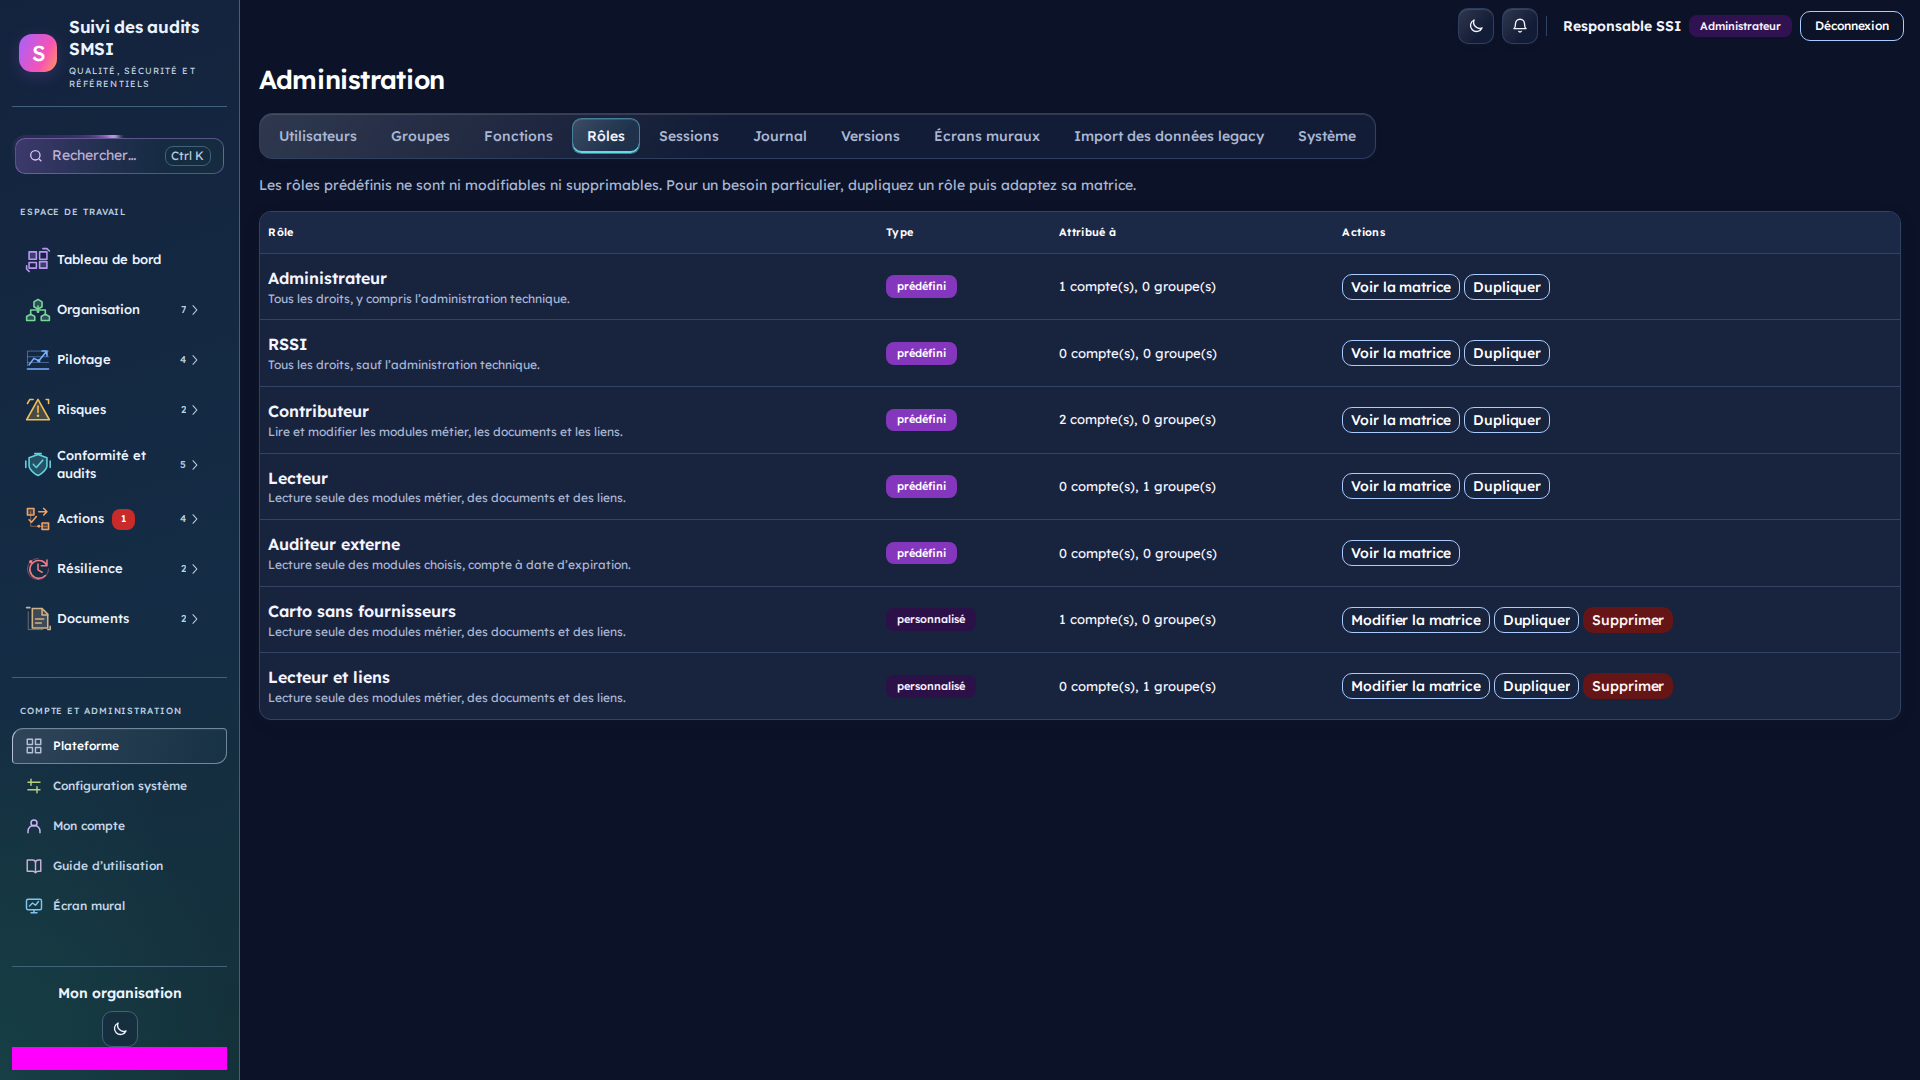 S
Suivi des audits
SMSI
QUALITÉ, SÉCURITÉ ET
RÉFÉRENTIELS
Rechercher... Ctrl K
ESPACE DE TRAVAIL
Tableau de bord
Organisation 7
Pilotage 4
Risques 2
Conformité et
audits 5
Actions 1 4
Résilience 2
Documents 2
COMPTE ET ADMINISTRATION
Plateforme
Configuration système
Mon compte
Guide d'utilisation
Écran mural
Mon organisation
Responsable SSI Administrateur Déconnexion
Administration
Utilisateurs Groupes Fonctions Rôles Sessions Journal Versions Écrans muraux Import des données legacy Système
Les rôles prédéfinis ne sont ni modifiables ni supprimables. Pour un besoin particulier, dupliquez un rôle puis adaptez sa matrice.
Rôle Type Attribué à Actions
Administrateur
Tous les droits, y compris l'administration technique.
prédéfini 1 compte(s), 0 groupe(s) Voir la matrice Dupliquer
RSSI
Tous les droits, sauf l'administration technique.
prédéfini 0 compte(s), 0 groupe(s) Voir la matrice Dupliquer
Contributeur
Lire et modifier les modules métier, les documents et les liens.
prédéfini 2 compte(s), 0 groupe(s) Voir la matrice Dupliquer
Lecteur
Lecture seule des modules métier, des documents et des liens.
prédéfini 0 compte(s), 1 groupe(s) Voir la matrice Dupliquer
Auditeur externe
Lecture seule des modules choisis, compte à date d'expiration.
prédéfini 0 compte(s), 0 groupe(s) Voir la matrice
Carto sans fournisseurs
Lecture seule des modules métier, des documents et des liens.
personnalisé 1 compte(s), 0 groupe(s) Modifier la matrice Dupliquer Supprimer
Lecteur et liens
Lecture seule des modules métier, des documents et des liens.
personnalisé 0 compte(s), 1 groupe(s) Modifier la matrice Dupliquer Supprimer